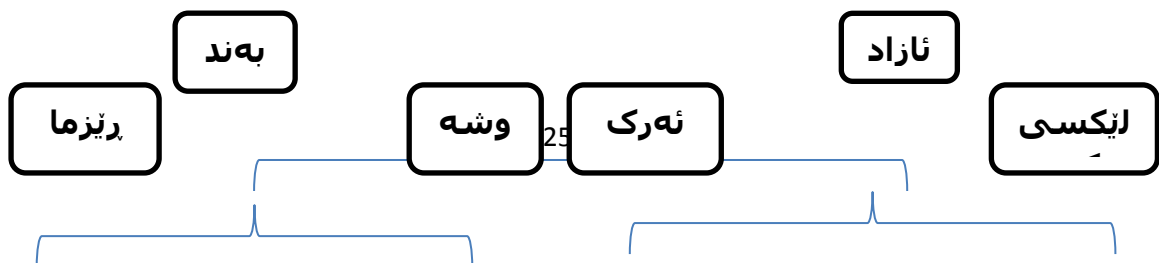 ئازاد
بەند
لێکسی
ئەرک
25
وشە
ڕێزما